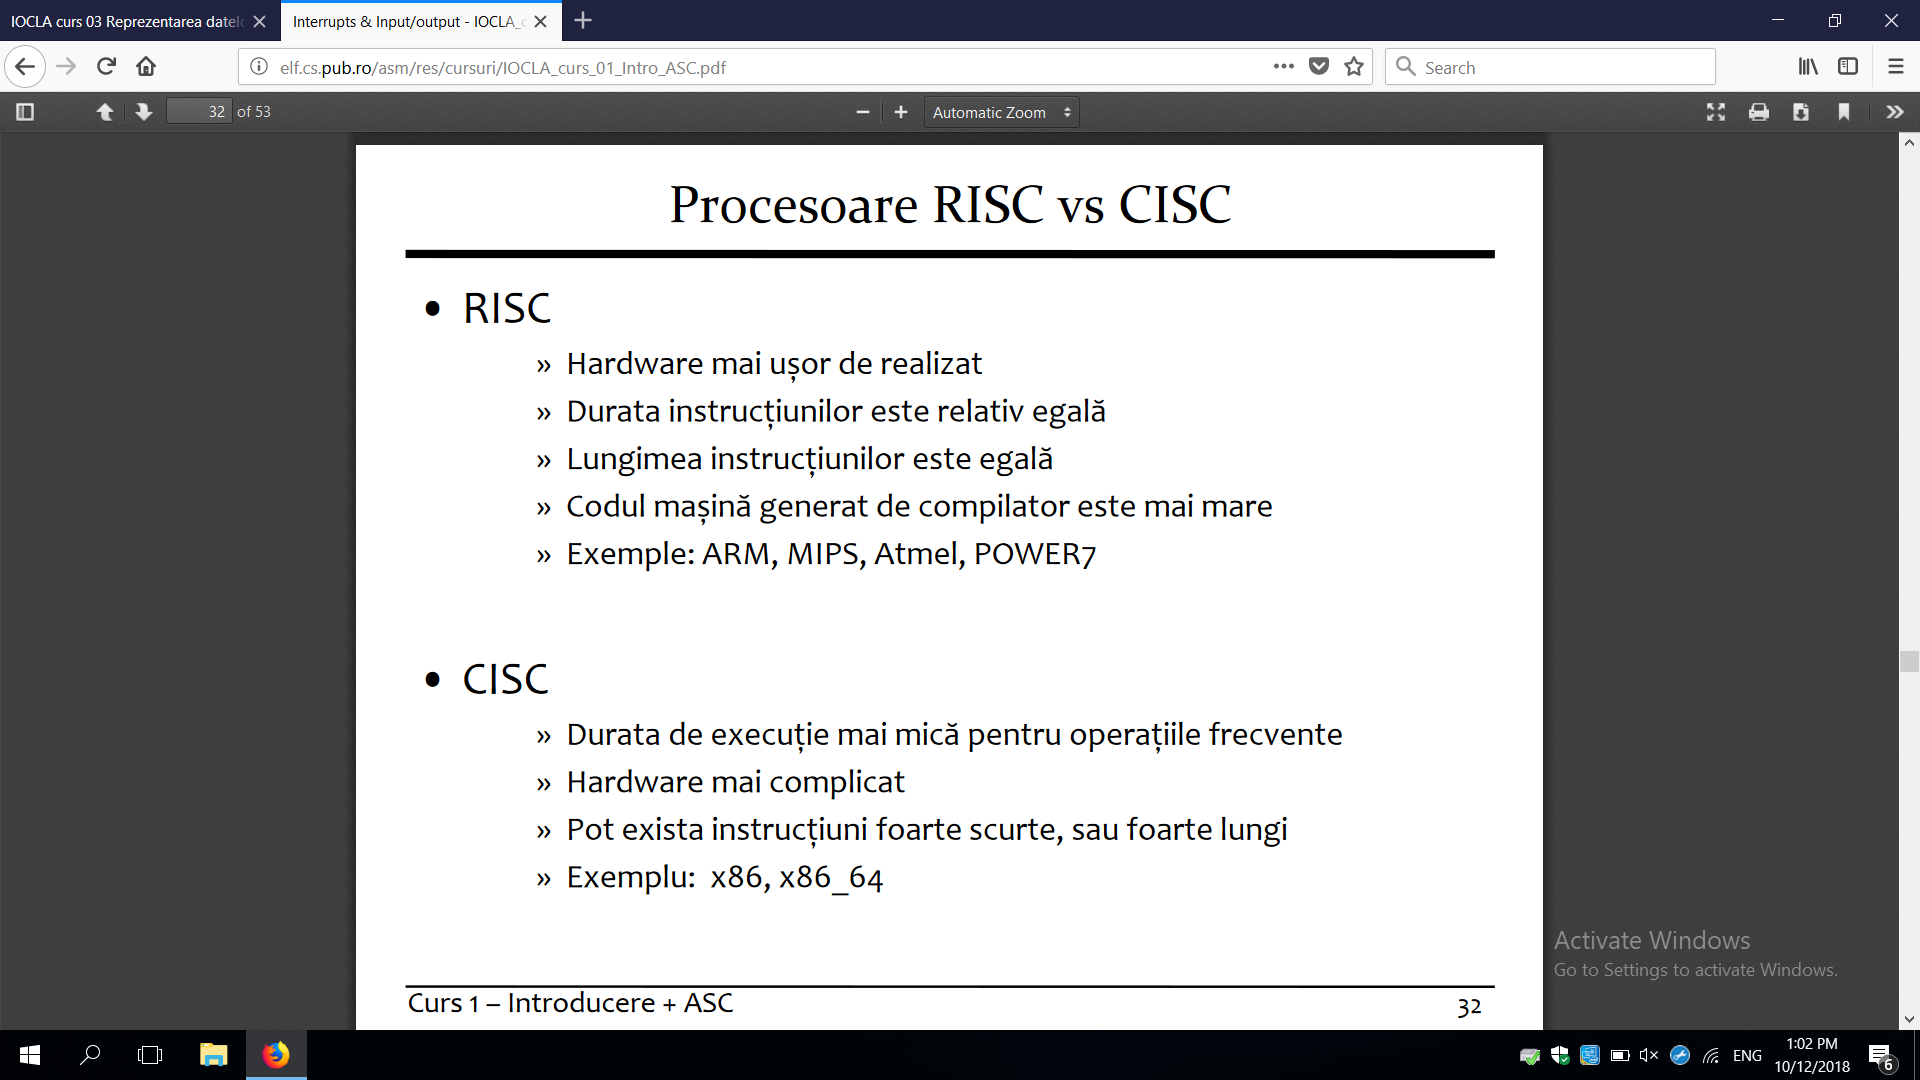 IOCLA curs 03 Reprezentarea datel
Interrupts & Input/output - IOCLA_c
elf.cs.pub.ro/asm/res/cursuri/IOCLA_curs_01_Intro_ASC.pdf
Search
32 of 53
Automatic Zoom
Procesoare RISC vs CISC
• RISC
» Hardware mai ușor de realizat
» Durata instrucțiunilor este relativ egală
» Lungimea instrucțiunilor este egală
» Codul mașină generat de compilator este mai mare
» Exemple: ARM, MIPS, Atmel, POWER7
• CISC
» Durata de execuție mai mică pentru operațiile frecvente
» Hardware mai complicat
» Pot exista instrucțiuni foarte scurte, sau foarte lungi
» Exemplu: x86, x86_64
Activate Windows
Go to Settings to activate Windows.
Curs 1 – Introducere + ASC 32
ENG
1:02 PM
10/12/2018
6